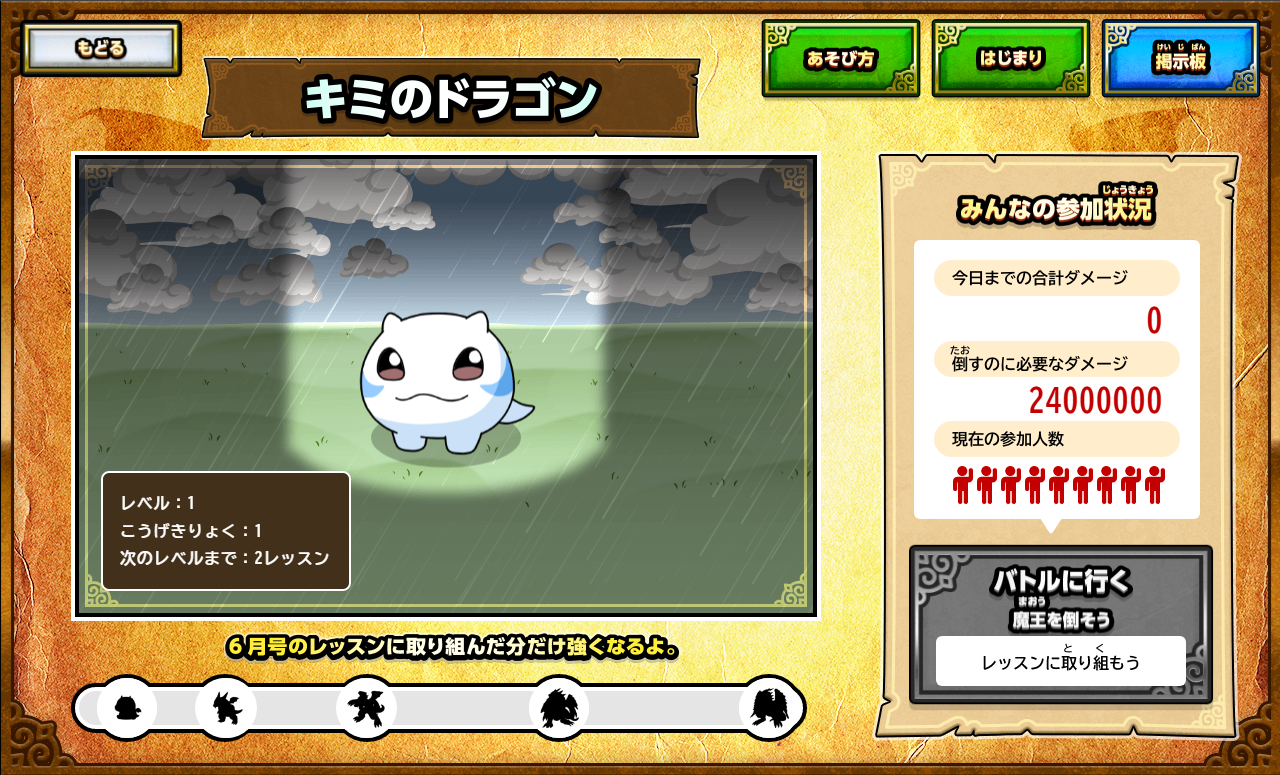 もどる
あそび方
はじまり
けいじばん
掲示板
キミのドラゴン
じょうきょう
みんなの参加状況
今日までの合計ダメージ
0
たお
倒すのに必要なダメージ
24000000
現在の参加人数
レベル：1
こうげきりょく：1
次のレベルまで：2レッスン
バトルに行く
まおう
魔王を倒そう
と く
レッスンに取り組もう
６月号のレッスンに取り組んだ分だけ強くなるよ。